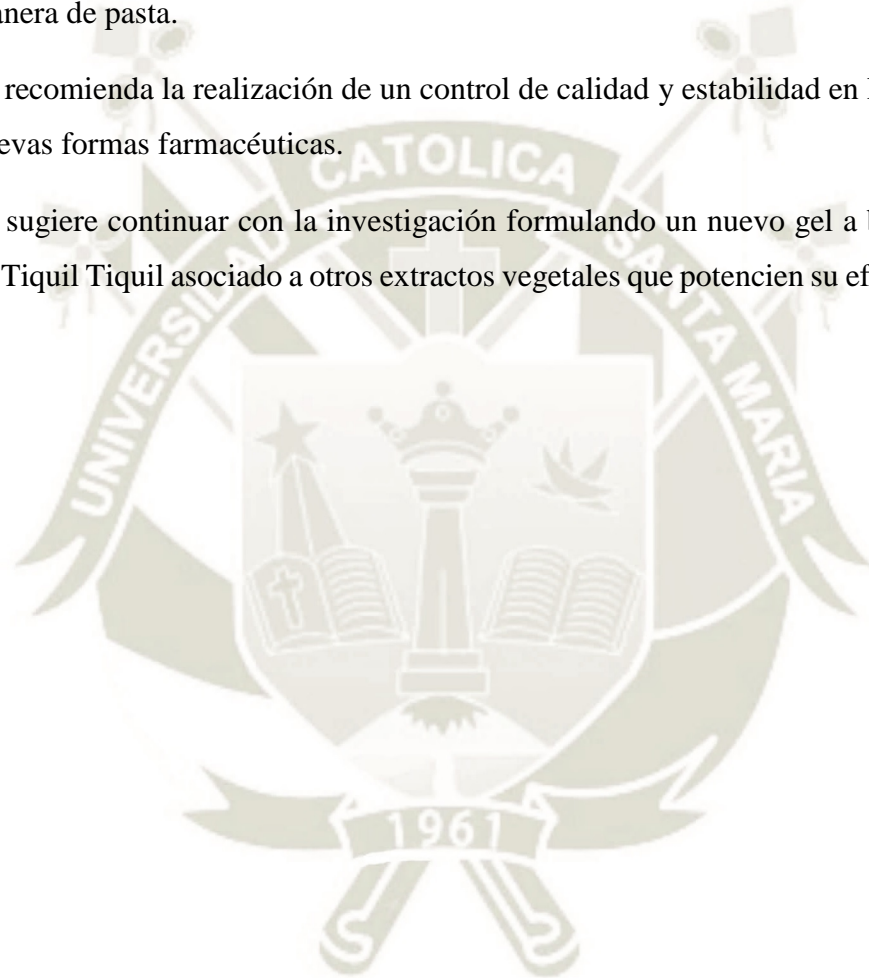 anera de pasta.
recomienda la realización de un control de calidad y estabilidad en l
evas formas farmacéuticas.
sugiere continuar con la investigación formulando un nuevo gel a b
Tiquil Tiquil asociado a otros extractos vegetales que potencien su ef
UNIVERSIDAD CATOLICA SANTA MARIA
1961